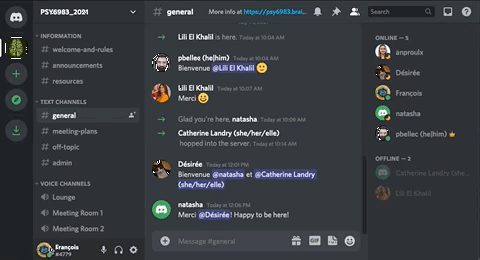 PSY6983_2021
general
More info at https://psy6983.brai
Search
INFORMATION
welcome-and-rules
announcements
resources
TEXT CHANNELS
general
meeting-plans
off-topic
admin
VOICE CHANNELS
Lounge
Meeting Room 1
Meeting Room 2
François
#4779
Lili El Khalil is here. Today at 10:04 AM
pbellec (he|him) Today at 10:06 AM
Bienvenue @Lili El Khalil
Lili El Khalil Today at 10:07 AM
Merci
Glad you're here, natasha. Today at 10:09 AM
Catherine Landry (she/her/elle)
hopped into the server. Today at 10:14 AM
Désirée Today at 12:01 PM
Bienvenue @natasha et @Catherine Landry
(she/her/elle)
natasha Today at 12:06 PM
Merci @Désirée! Happy to be here!
Message #general
GIF
ONLINE — 5
anproulx
Désirée
François
natasha
pbellec (he|him)
OFFLINE — 2
Catherine Landry (she...
Lili El Khalil